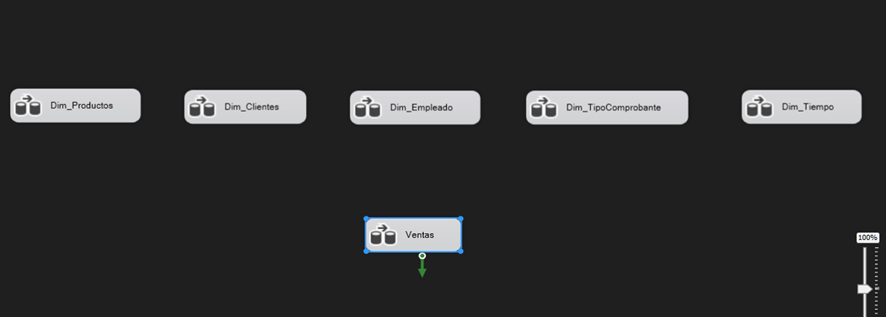 Dim_Productos
Dim_Clientes
Dim_Empleado
Dim_TipoComprobante
Dim_Tiempo
Ventas
100%